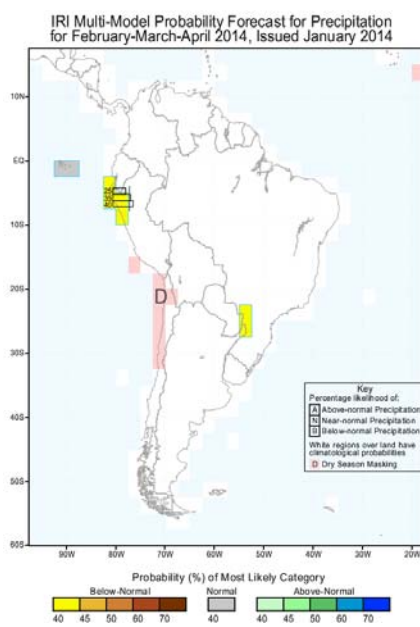 IRI Multi-Model Probability Forecast for Precipitation
for February-March-April 2014, Issued January 2014
10N
EQ
10S
20S
30S
40S
50S
60S
D
90W 80W 70W 60W 50W 40W 30W 20W
Key
Percentage likelihood of:
A Above-normal Precipitation
N Near-normal Precipitation
B Below-normal Precipitation
White regions over land have
climatological probabilities
D Dry Season Masking
Probability (%) of Most Likely Category
Below-Normal Normal Above-Normal
40 45 50 60 70 40 40 45 50 60 70